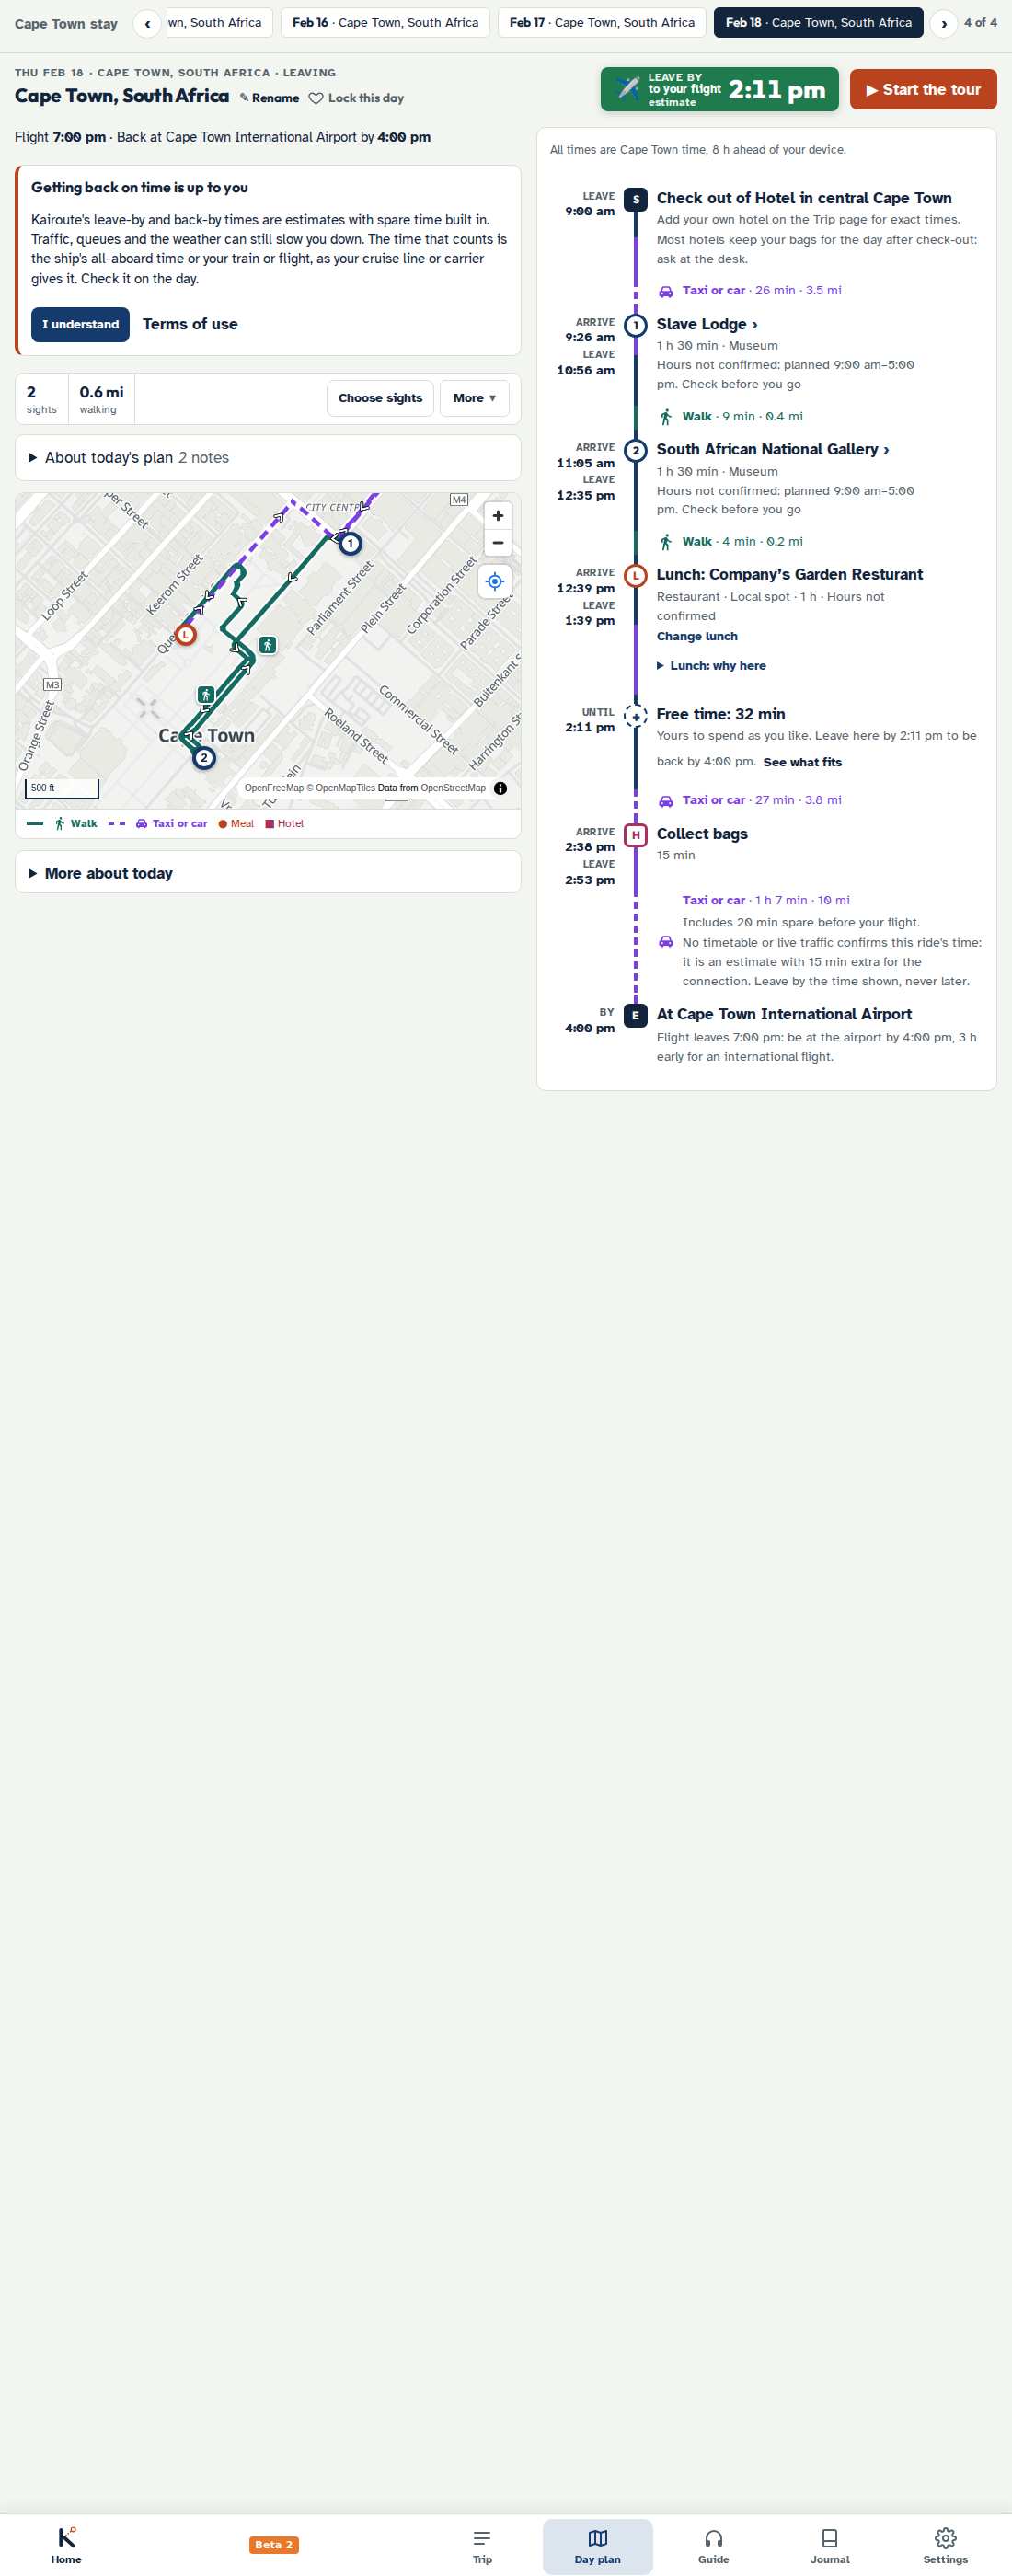 Cape Town stay
‹
wn, South Africa
Feb 16 · Cape Town, South Africa
Feb 17 · Cape Town, South Africa
Feb 18 · Cape Town, South Africa
›
4 of 4
THU FEB 18 · CAPE TOWN, SOUTH AFRICA · LEAVING
Cape Town, South Africa
✎ Rename
Lock this day
LEAVE BY
to your flight
estimate
2:11 pm
▶ Start the tour
Flight 7:00 pm · Back at Cape Town International Airport by 4:00 pm
Getting back on time is up to you
Kairoute's leave-by and back-by times are estimates with spare time built in.
Traffic, queues and the weather can still slow you down. The time that counts is
the ship's all-aboard time or your train or flight, as your cruise line or carrier
gives it. Check it on the day.
I understand
Terms of use
2
sights
0.6 mi
walking
Choose sights
More ▼
▶ About today's plan 2 notes
per Street
CITY CENTR
M4
+
−
1
Loop Street
Keerom Street
Parliament Street
Plein Street
Corporation Street
Parade Street
Que
L
M3
Orange Street
Cape Town
2
Roeland Street
Commercial Street
Buitenkant S
Harrington St
500 ft
OpenFreeMap © OpenMapTiles Data from OpenStreetMap
Walk
Taxi or car
Meal
Hotel
▶ More about today
All times are Cape Town time, 8 h ahead of your device.
LEAVE
9:00 am
S
Check out of Hotel in central Cape Town
Add your own hotel on the Trip page for exact times.
Most hotels keep your bags for the day after check-out:
ask at the desk.
Taxi or car · 26 min · 3.5 mi
ARRIVE
9:26 am
LEAVE
10:56 am
1
Slave Lodge ›
1 h 30 min · Museum
Hours not confirmed: planned 9:00 am–5:00
pm. Check before you go
Walk · 9 min · 0.4 mi
ARRIVE
11:05 am
LEAVE
12:35 pm
2
South African National Gallery ›
1 h 30 min · Museum
Hours not confirmed: planned 9:00 am–5:00
pm. Check before you go
Walk · 4 min · 0.2 mi
ARRIVE
12:39 pm
LEAVE
1:39 pm
L
Lunch: Company's Garden Resturant
Restaurant · Local spot · 1 h · Hours not
confirmed
Change lunch
▶ Lunch: why here
UNTIL
2:11 pm
+
Free time: 32 min
Yours to spend as you like. Leave here by 2:11 pm to be
back by 4:00 pm. See what fits
Taxi or car · 27 min · 3.8 mi
ARRIVE
2:38 pm
LEAVE
2:53 pm
H
Collect bags
15 min
Taxi or car · 1 h 7 min · 10 mi
Includes 20 min spare before your flight.
No timetable or live traffic confirms this ride's time:
it is an estimate with 15 min extra for the
connection. Leave by the time shown, never later.
BY
4:00 pm
E
At Cape Town International Airport
Flight leaves 7:00 pm: be at the airport by 4:00 pm, 3 h
early for an international flight.
Home
Beta 2
Trip
Day plan
Guide
Journal
Settings